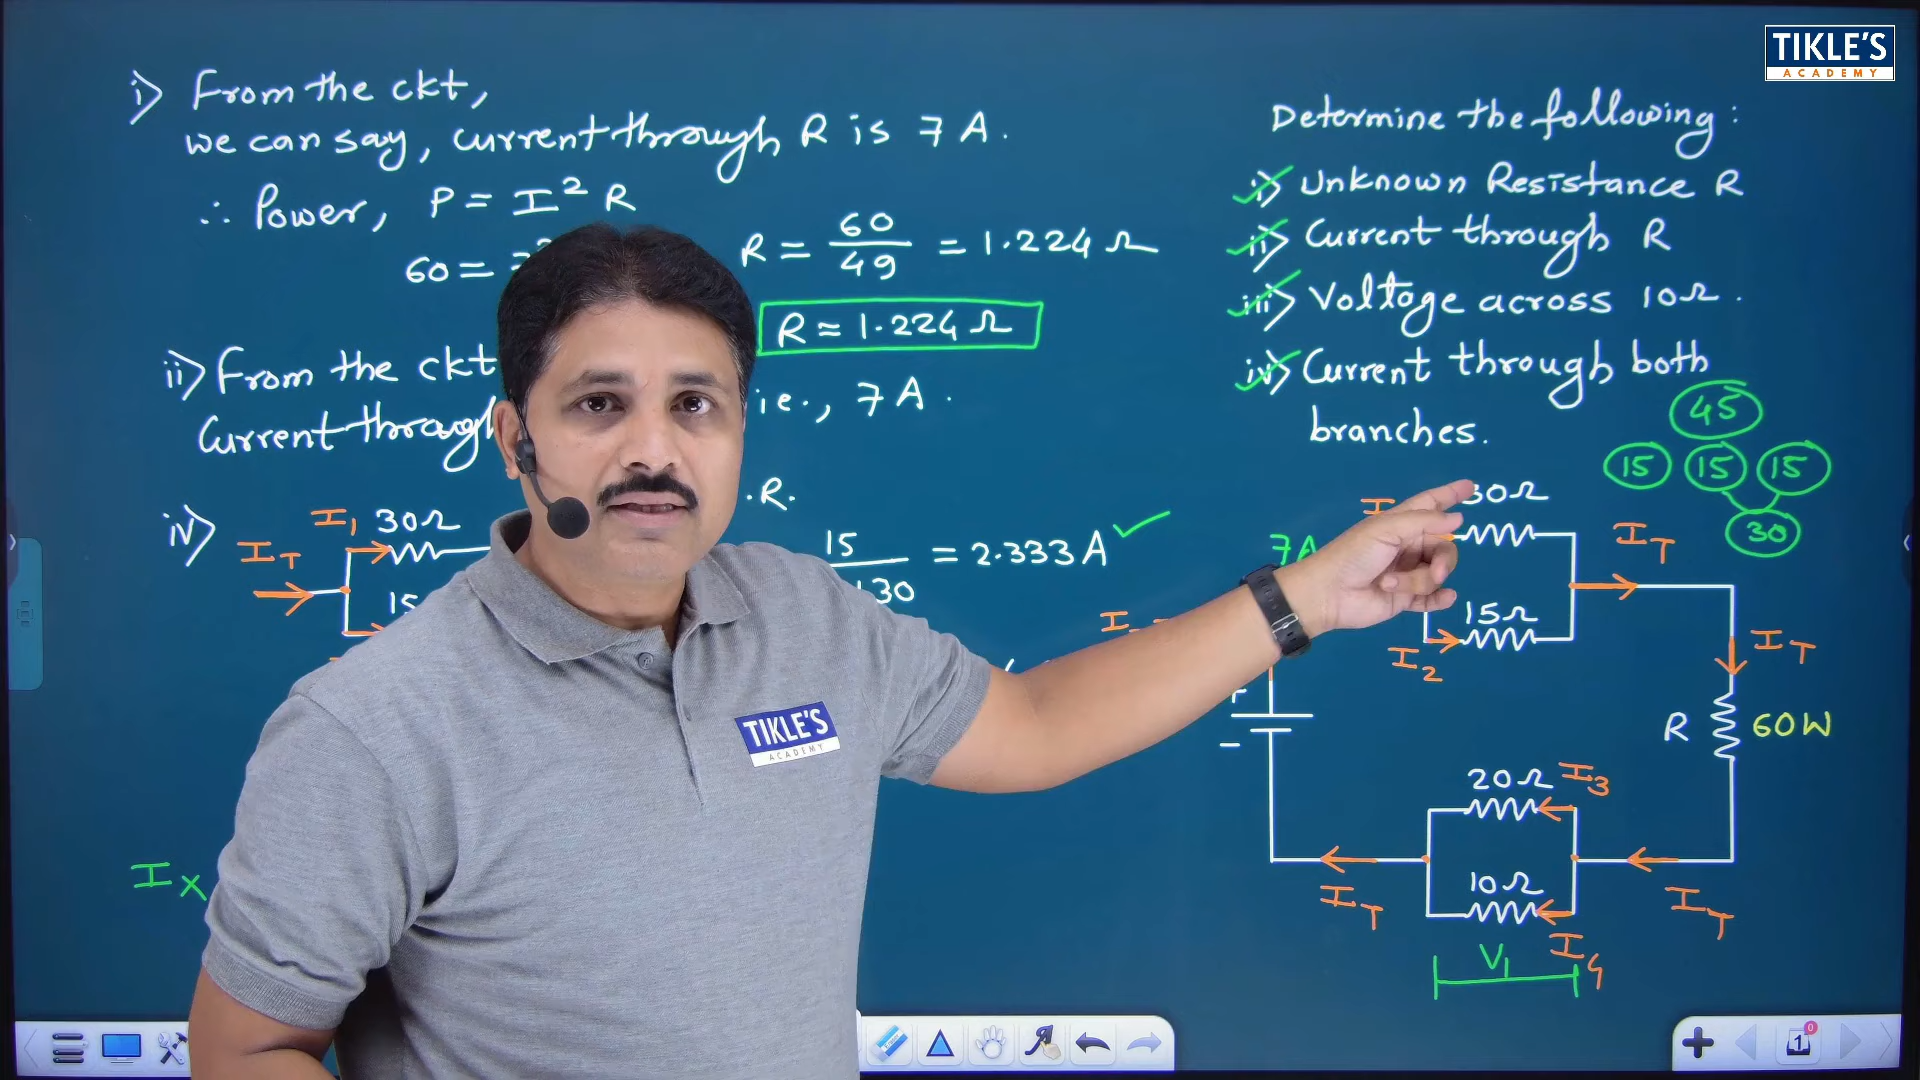 TIKLE'S
ACADEMY
i) From the ckt,
we can say, current through R is 7 A.
∴ Power, P = I² R
60 =
R = 60/49 = 1.224 Ω
R = 1.224 Ω
ii) From the ckt
Current through
i.e., 7 A.
iv)
I_T
I₁ 30Ω
15
.R.
15
30
= 2.333 A ✓
I_X
Determine the following:
i) Unknown Resistance R
ii) Current through R
iii) Voltage across 10Ω.
iv) Current through both
branches.
45
15 15 15
30
30Ω
7A
I_T
15Ω
I₂
I_T
+
-
R 60W
20Ω I₃
10Ω
I₄
I_T
I_T
V₁
TIKLE'S
ACADEMY
0
1